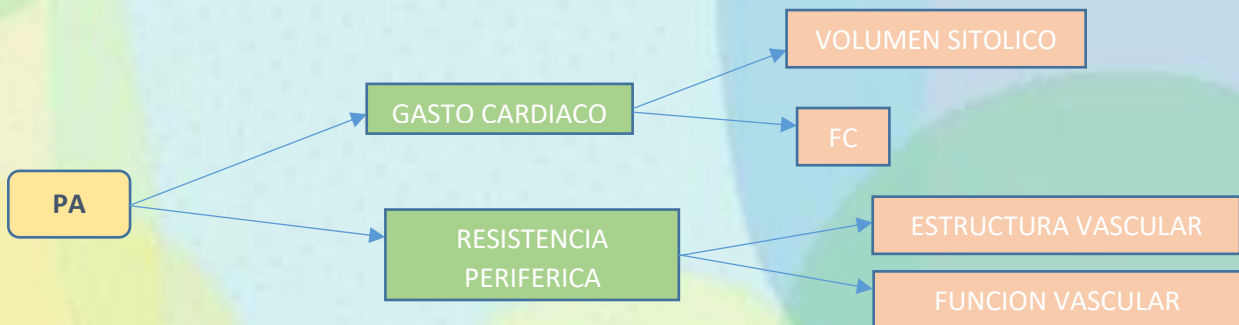 VOLUMEN SITOLICO
GASTO CARDIACO
FC
PA
RESISTENCIA
PERIFERICA
ESTRUCTURA VASCULAR
FUNCION VASCULAR